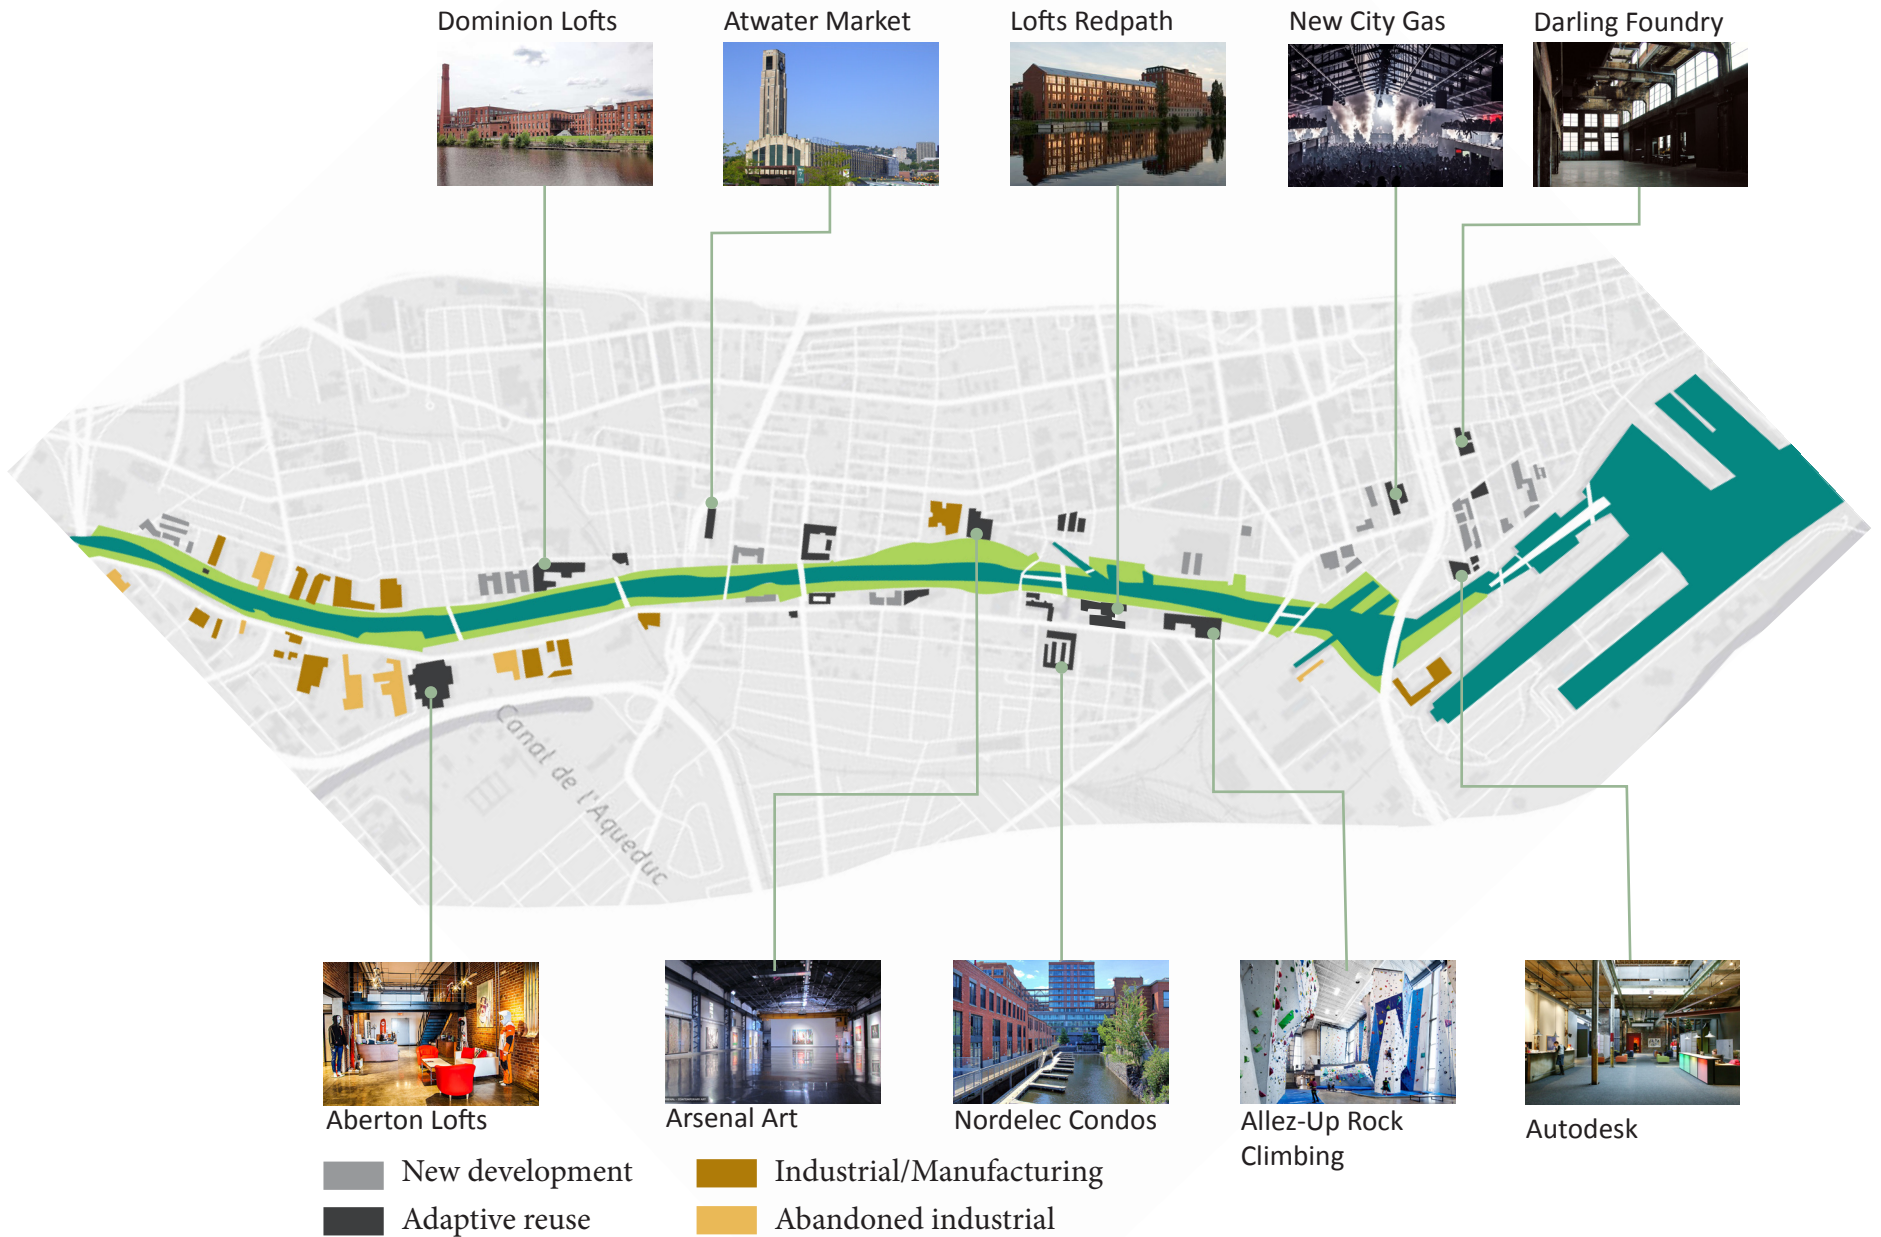 Dominion Lofts
Atwater Market
Lofts Redpath
New City Gas
Darling Foundry
Canal de l'Aqueduc
Aberton Lofts
Arsenal Art
Nordelec Condos
Allez-Up Rock
Climbing
Autodesk
New development
Industrial/Manufacturing
Adaptive reuse
Abandoned industrial